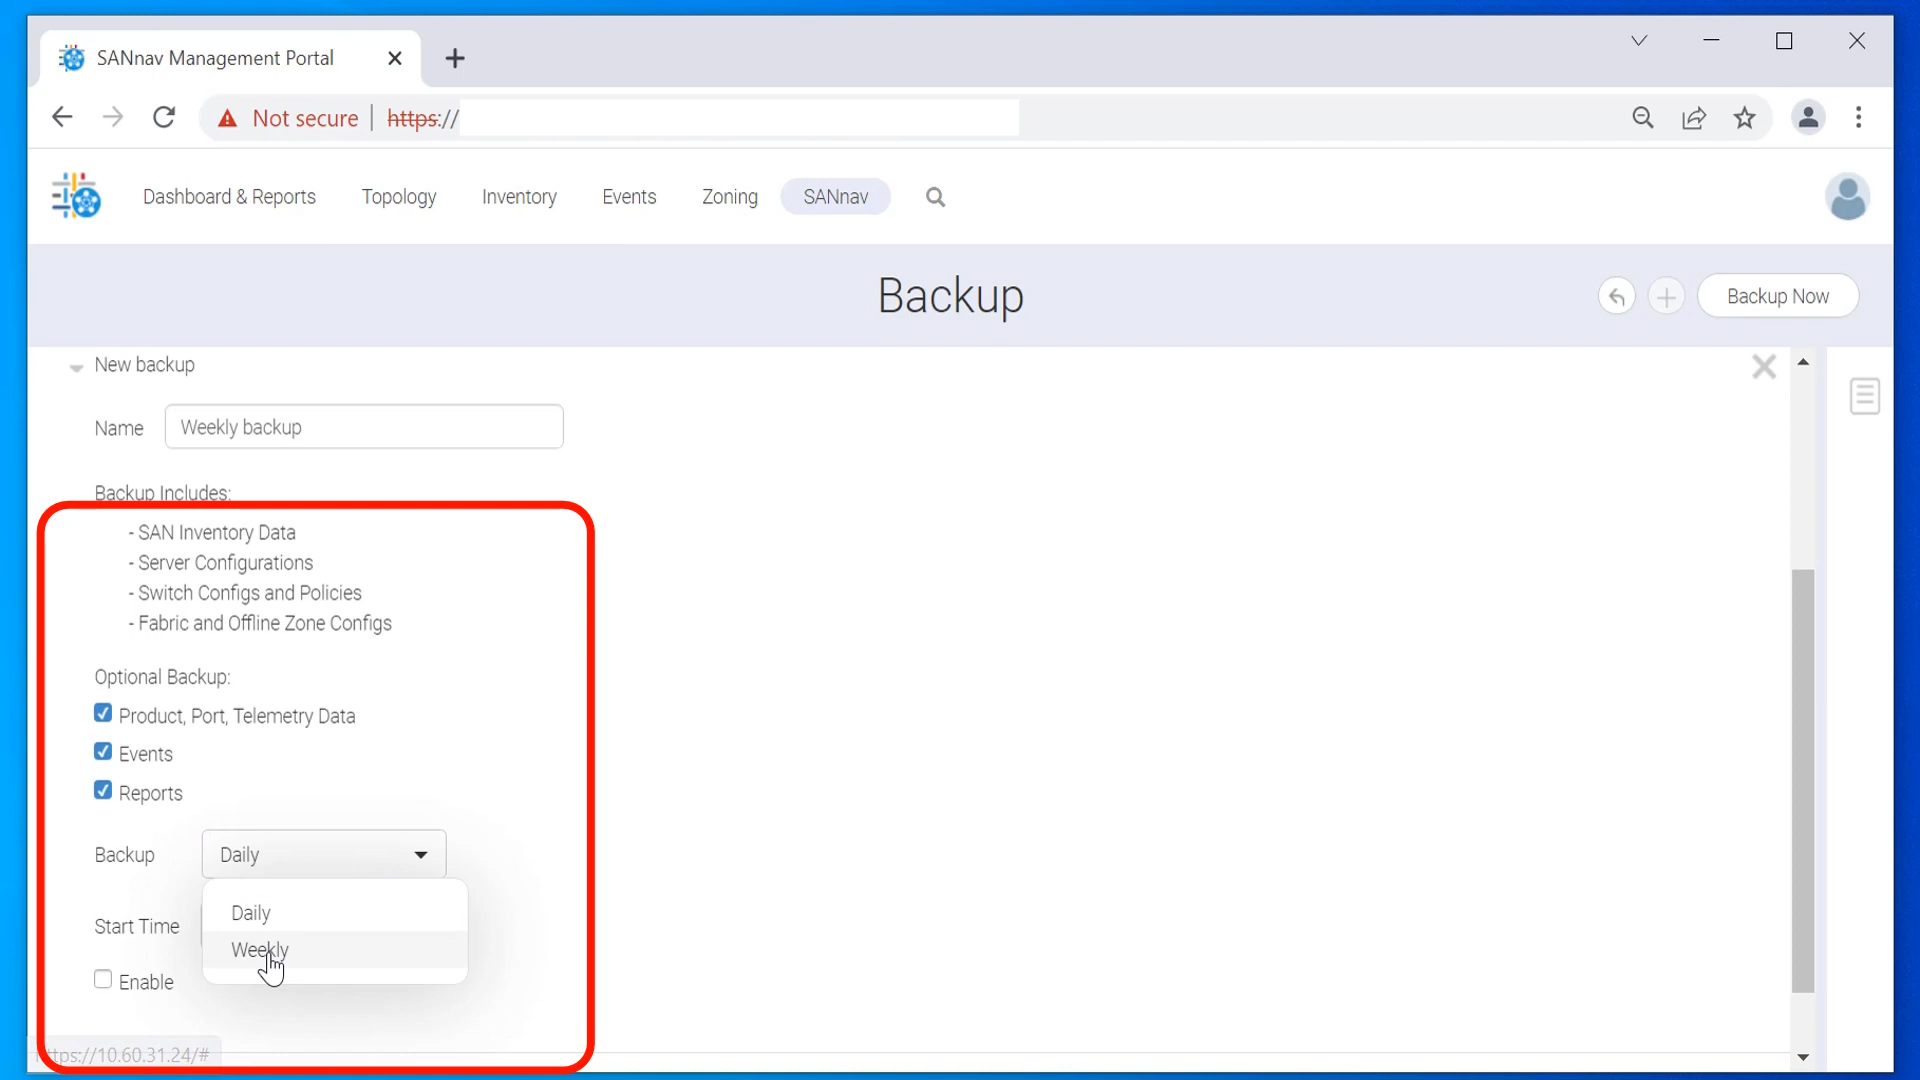 SANnav Management Portal
Not secure
https://
Dashboard & Reports
Topology
Inventory
Events
Zoning
SANnav
Backup
Backup Now
New backup
Name
Weekly backup
Backup Includes:
- SAN Inventory Data
- Server Configurations
- Switch Configs and Policies
- Fabric and Offline Zone Configs
Optional Backup:
Product, Port, Telemetry Data
Events
Reports
Backup
Daily
Daily
Start Time
Weekly
Enable
https://10.60.31.24/#